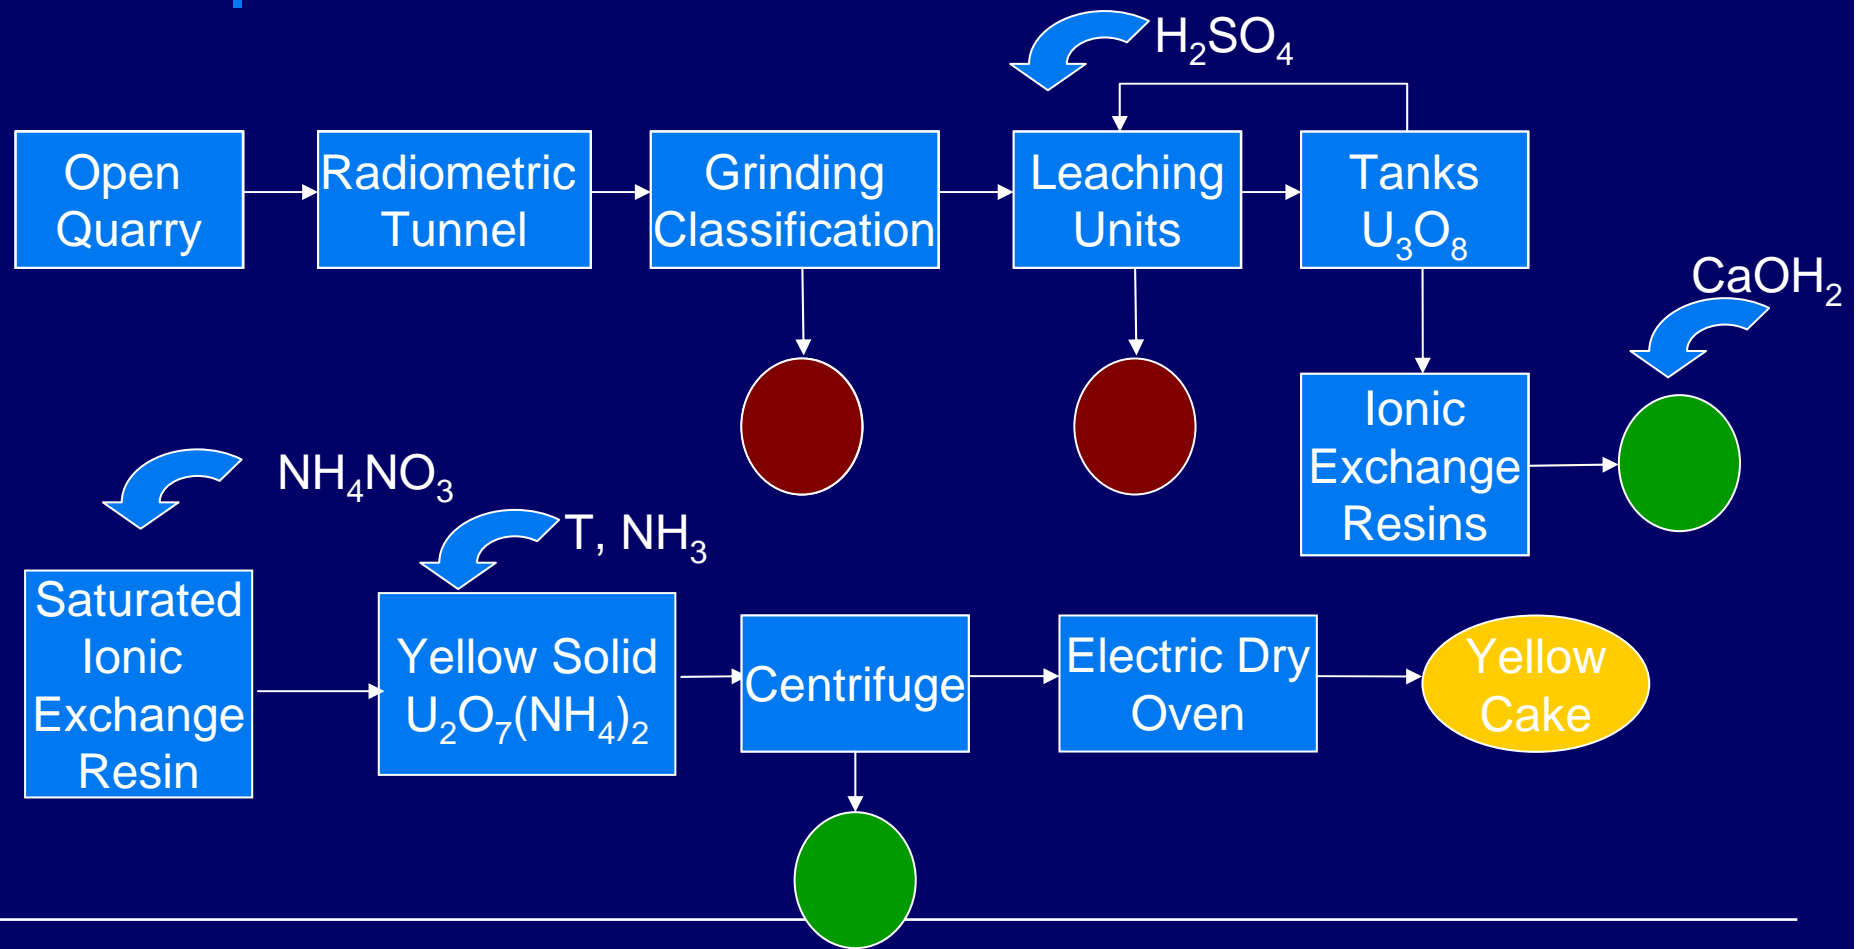 H₂SO₄
Open
Quarry
Radiometric
Tunnel
Grinding
Classification
Leaching
Units
Tanks
U₃O₈
CaOH₂
Ionic
Exchange
Resins
NH₄NO₃
T, NH₃
Saturated
Ionic
Exchange
Resin
Yellow Solid
U₂O₇(NH₄)₂
Centrifuge
Electric Dry
Oven
Yellow
Cake